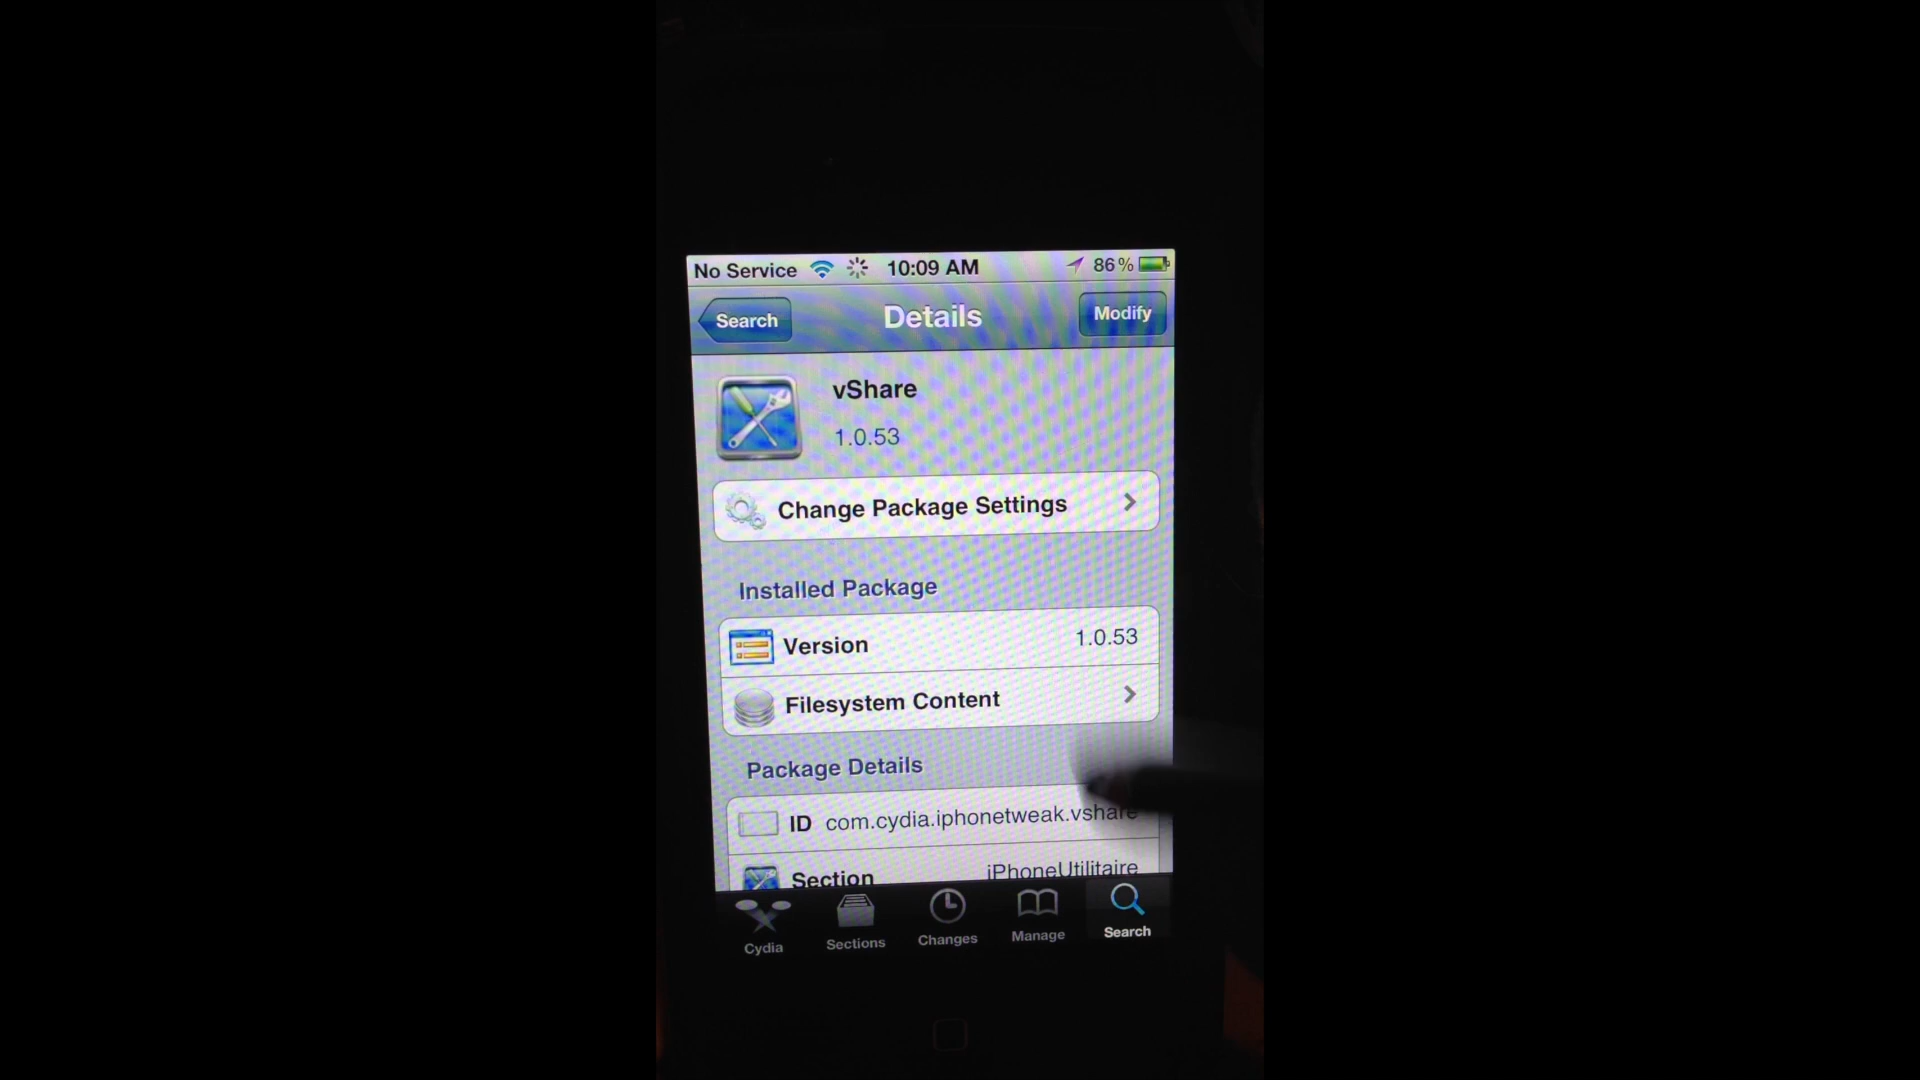 No Service 10:09 AM 86%
Search Details Modify
vShare
1.0.53
Change Package Settings
Installed Package
Version 1.0.53
Filesystem Content
Package Details
ID com.cydia.iphonetweak.vshare
Section iPhoneUtilitaire
Cydia Sections Changes Manage Search